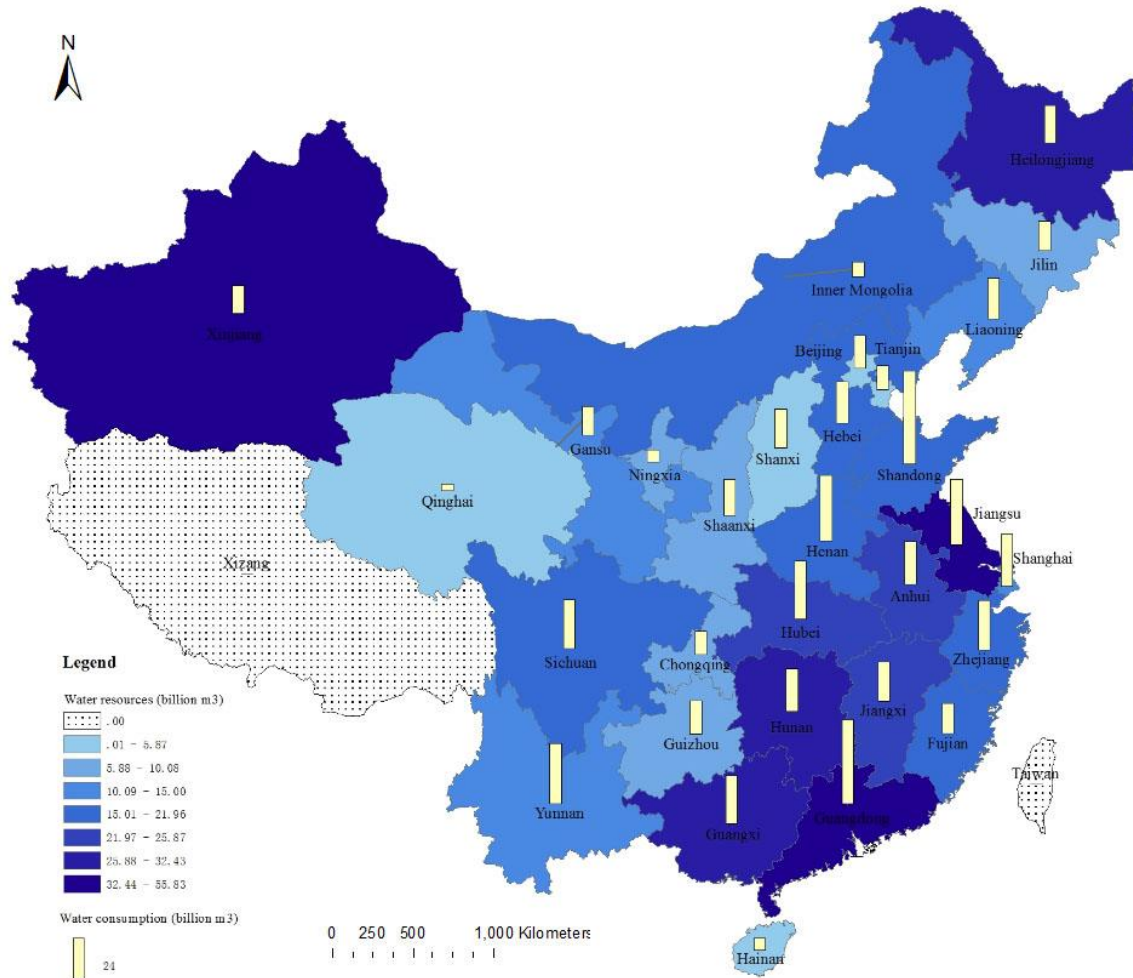 N
Heilongjiang
Jilin
Inner Mongolia
Liaoning
Xinjiang
Beijing
Tianjin
Hebei
Gansu
Shanxi
Ningxia
Shandong
Qinghai
Shaanxi
Jiangsu
Henan
Shanghai
Xizang
Anhui
Hubei
Sichuan
Chongqing
Zhejiang
Jiangxi
Hunan
Guizhou
Fujian
Taiwan
Yunnan
Guangxi
Guangdong
Hainan
Legend
Water resources (billion m3)
.00
.01 - 5.87
5.88 - 10.08
10.09 - 15.00
15.01 - 21.96
21.97 - 25.87
25.88 - 32.43
32.44 - 55.83
Water consumption (billion m3)
24
0 250 500 1,000 Kilometers